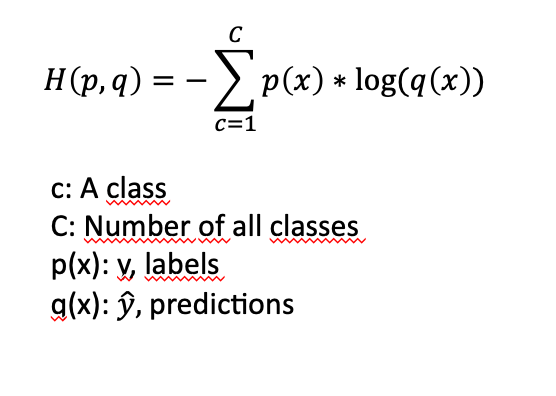 H(p, q) = − ∑_{c=1}^{C} p(x) * log(q(x))
c: A class
C: Number of all classes
p(x): y, labels
q(x): ŷ, predictions